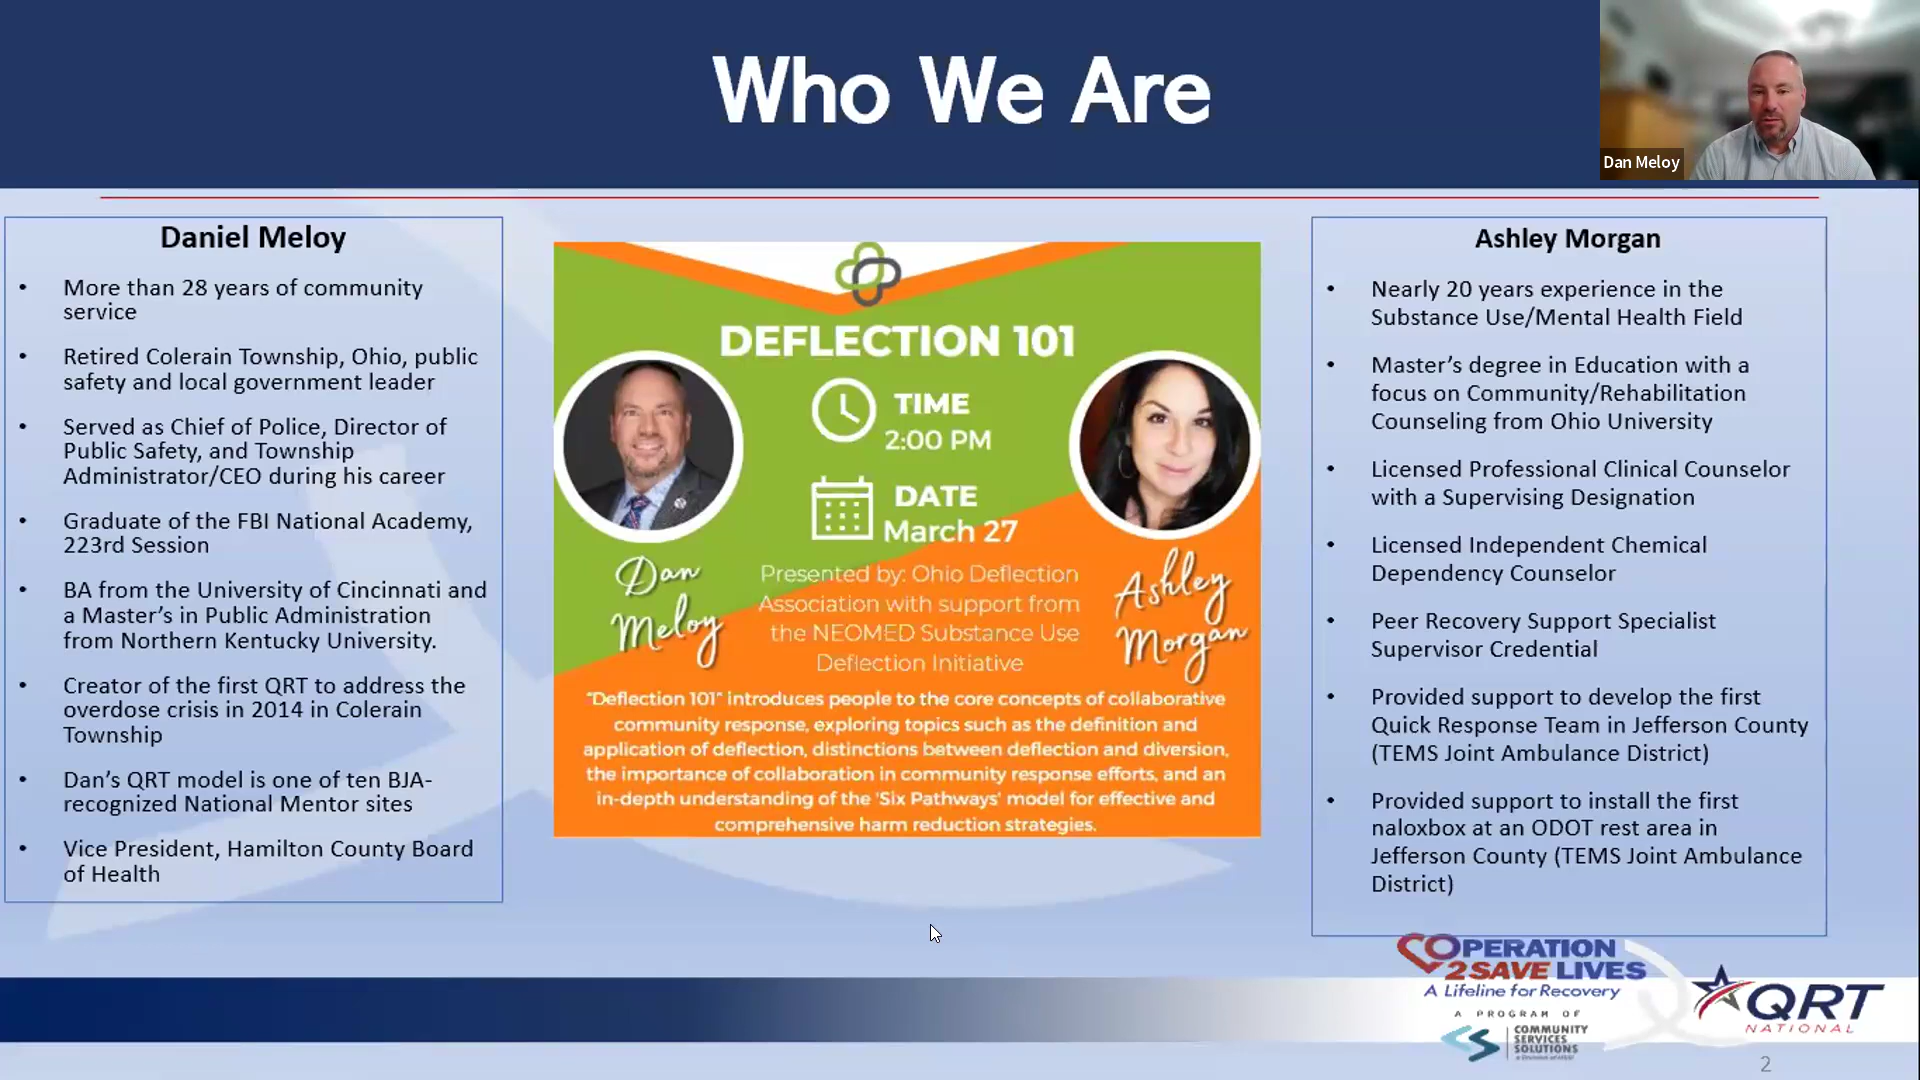 Who We Are
Dan Meloy
Daniel Meloy
• More than 28 years of community
service
• Retired Colerain Township, Ohio, public
safety and local government leader
• Served as Chief of Police, Director of
Public Safety, and Township
Administrator/CEO during his career
• Graduate of the FBI National Academy,
223rd Session
• BA from the University of Cincinnati and
a Master’s in Public Administration
from Northern Kentucky University.
• Creator of the first QRT to address the
overdose crisis in 2014 in Colerain
Township
• Dan’s QRT model is one of ten BJA-
recognized National Mentor sites
• Vice President, Hamilton County Board
of Health
DEFLECTION 101
TIME
2:00 PM
DATE
March 27
Dan
Meloy
Presented by: Ohio Deflection
Association with support from
the NEOMED Substance Use
Deflection Initiative
Ashley
Morgan
"Deflection 101" introduces people to the core concepts of collaborative
community response, exploring topics such as the definition and
application of deflection, distinctions between deflection and diversion,
the importance of collaboration in community response efforts, and an
in-depth understanding of the 'Six Pathways' model for effective and
comprehensive harm reduction strategies.
Ashley Morgan
• Nearly 20 years experience in the
Substance Use/Mental Health Field
• Master’s degree in Education with a
focus on Community/Rehabilitation
Counseling from Ohio University
• Licensed Professional Clinical Counselor
with a Supervising Designation
• Licensed Independent Chemical
Dependency Counselor
• Peer Recovery Support Specialist
Supervisor Credential
• Provided support to develop the first
Quick Response Team in Jefferson County
(TEMS Joint Ambulance District)
• Provided support to install the first
naloxbox at an ODOT rest area in
Jefferson County (TEMS Joint Ambulance
District)
OPERATION
2SAVE LIVES
A Lifeline for Recovery
A PROGRAM OF
COMMUNITY
SERVICES
SOLUTIONS
QRT
NATIONAL
2